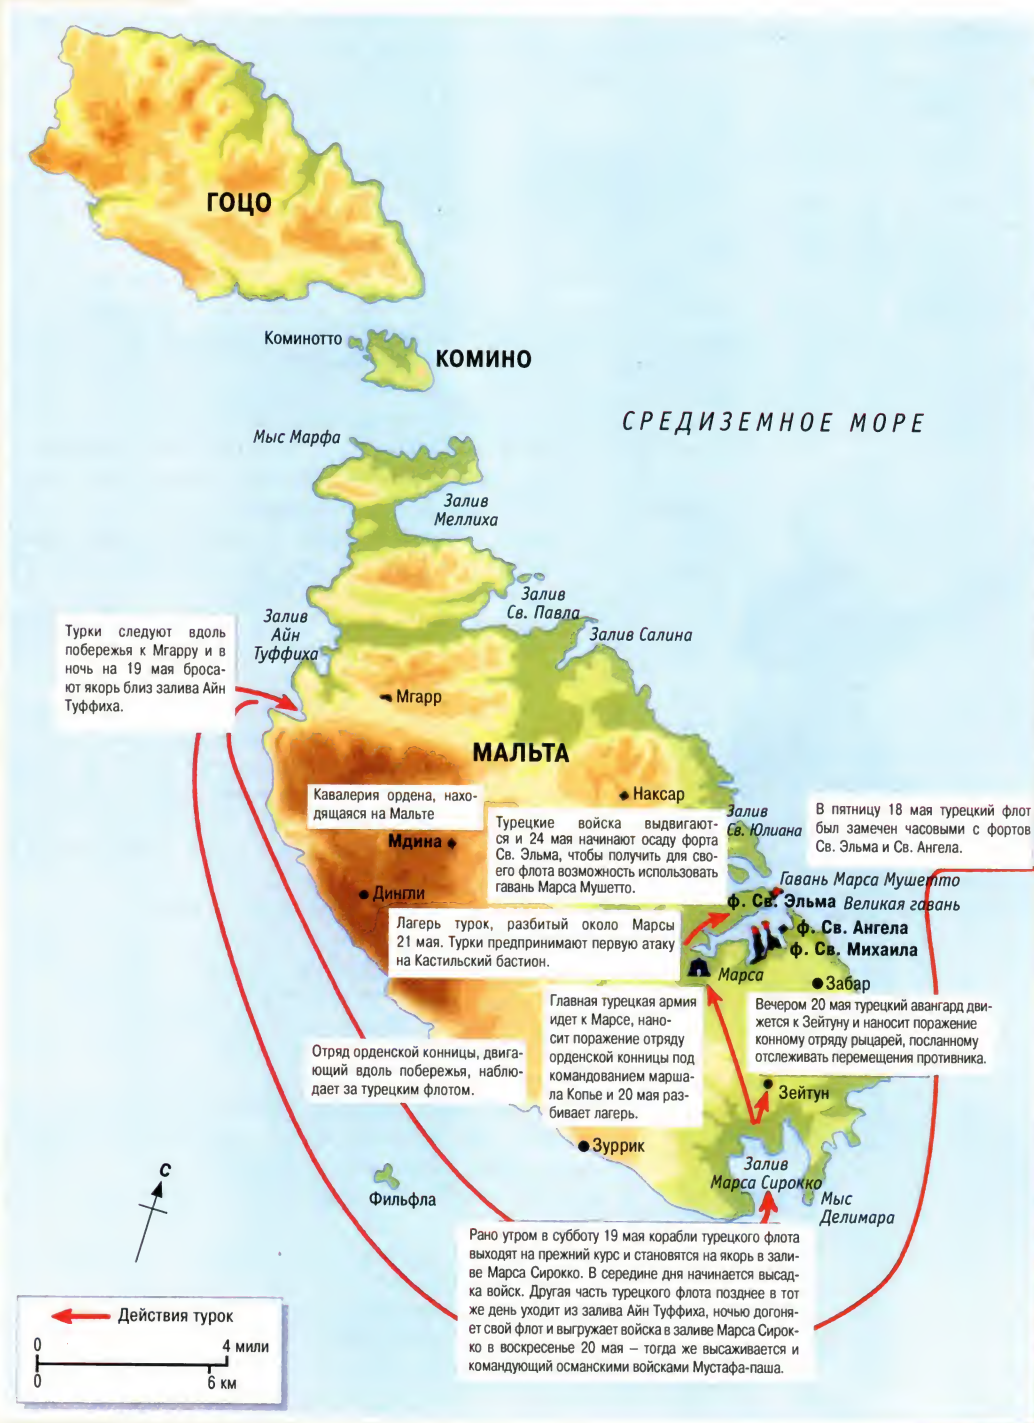 ГОЦО
Коминотто
КОМИНО
СРЕДИЗЕМНОЕ МОРЕ
Мыс Марфа
Залив
Меллиха
Залив
Св. Павла
Залив Салина
Залив
Айн
Туффиха
Турки следуют вдоль
побережья к Мгарру и в
ночь на 19 мая броса-
ют якорь близ залива Айн
Туффиха.
Мгарр
МАЛЬТА
Кавалерия ордена, нахо-
дящаяся на Мальте
Мдина
Наксар
Турецкие войска выдвигают-
ся и 24 мая начинают осаду форта
Св. Эльма, чтобы получить для сво-
его флота возможность использовать
гавань Марса Мушетто.
Залив
Св. Юлиана
В пятницу 18 мая турецкий флот
был замечен часовыми с фортов
Св. Эльма и Св. Ангела.
Дингли
Гавань Марса Мушетто
ф. Св. Эльма
Великая гавань
Лагерь турок, разбитый около Марсы
21 мая. Турки предпринимают первую атаку
на Кастильский бастион.
ф. Св. Ангела
ф. Св. Михаила
Марса
Забар
Главная турецкая армия
идет к Марсе, нано-
сит поражение отряду
орденской конницы под
командованием марша-
ла Копье и 20 мая раз-
бивает лагерь.
Вечером 20 мая турецкий авангард дви-
жется к Зейтуну и наносит поражение
конному отряду рыцарей, посланному
отслеживать перемещения противника.
Отряд орденской конницы, двига-
ющий вдоль побережья, наблю-
дает за турецким флотом.
Зейтун
Зуррик
Залив
Марса Сирокко
Мыс
Делимара
С
Фильфла
Рано утром в субботу 19 мая корабли турецкого флота
выходят на прежний курс и становятся на якорь в зали-
ве Марса Сирокко. В середине дня начинается высад-
ка войск. Другая часть турецкого флота позднее в тот
же день уходит из залива Айн Туффиха, ночью догоня-
ет свой флот и выгружает войска в заливе Марса Сирок-
ко в воскресенье 20 мая – тогда же высаживается и
командующий османскими войсками Мустафа-паша.
Действия турок
0 4 мили
0 6 км